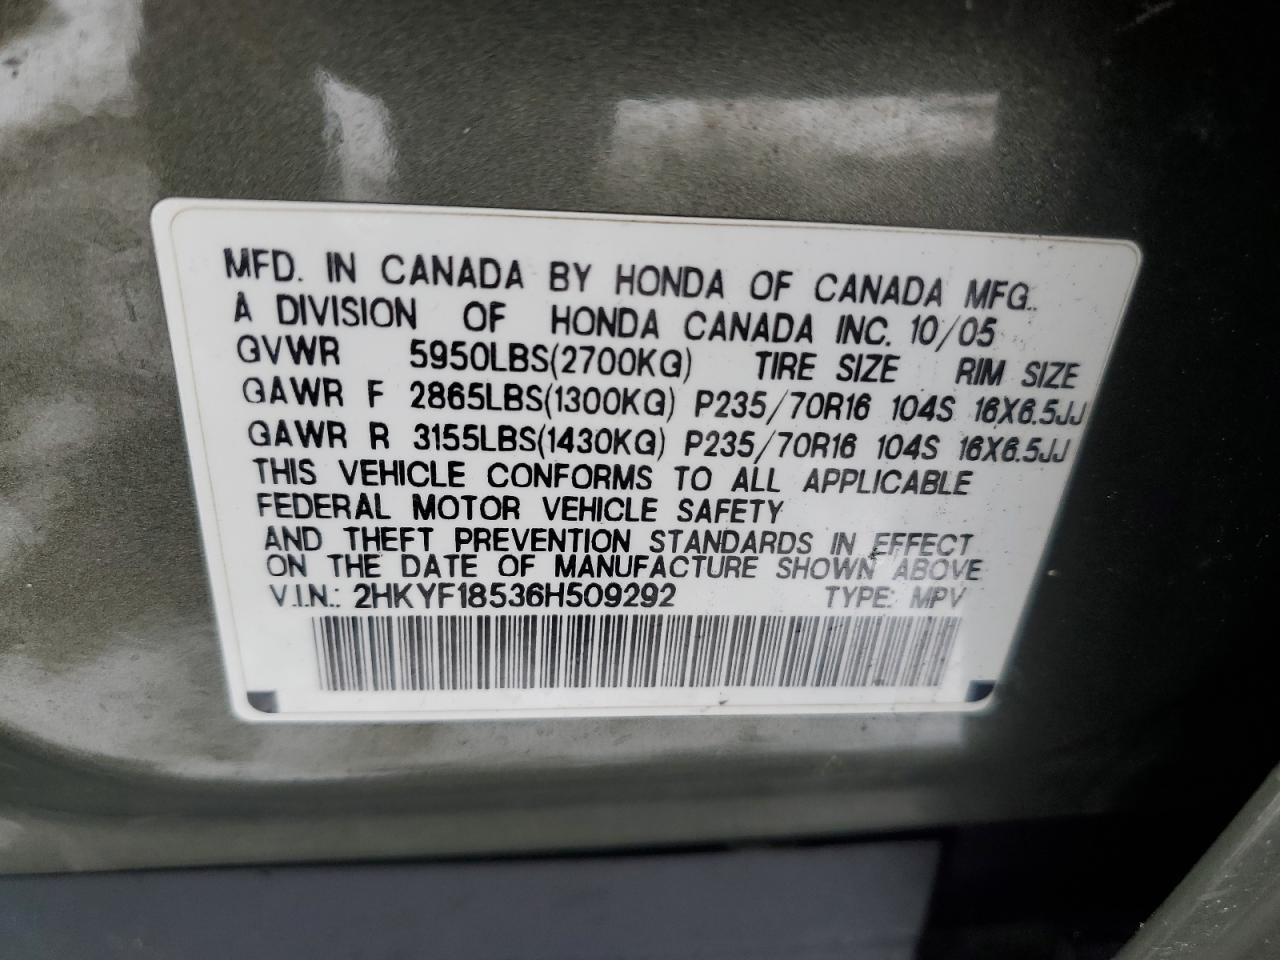 MFD. IN CANADA BY HONDA OF CANADA MFG.
A DIVISION OF HONDA CANADA INC. 10/05
GVWR 5950LBS(2700KG) TIRE SIZE RIM SIZE
GAWR F 2865LBS(1300KG) P235/70R16 104S 16X6.5JJ
GAWR R 3155LBS(1430KG) P235/70R16 104S 16X6.5JJ
THIS VEHICLE CONFORMS TO ALL APPLICABLE
FEDERAL MOTOR VEHICLE SAFETY
AND THEFT PREVENTION STANDARDS IN EFFECT
ON THE DATE OF MANUFACTURE SHOWN ABOVE
V.I.N.: 2HKYF18536H509292 TYPE: MPV